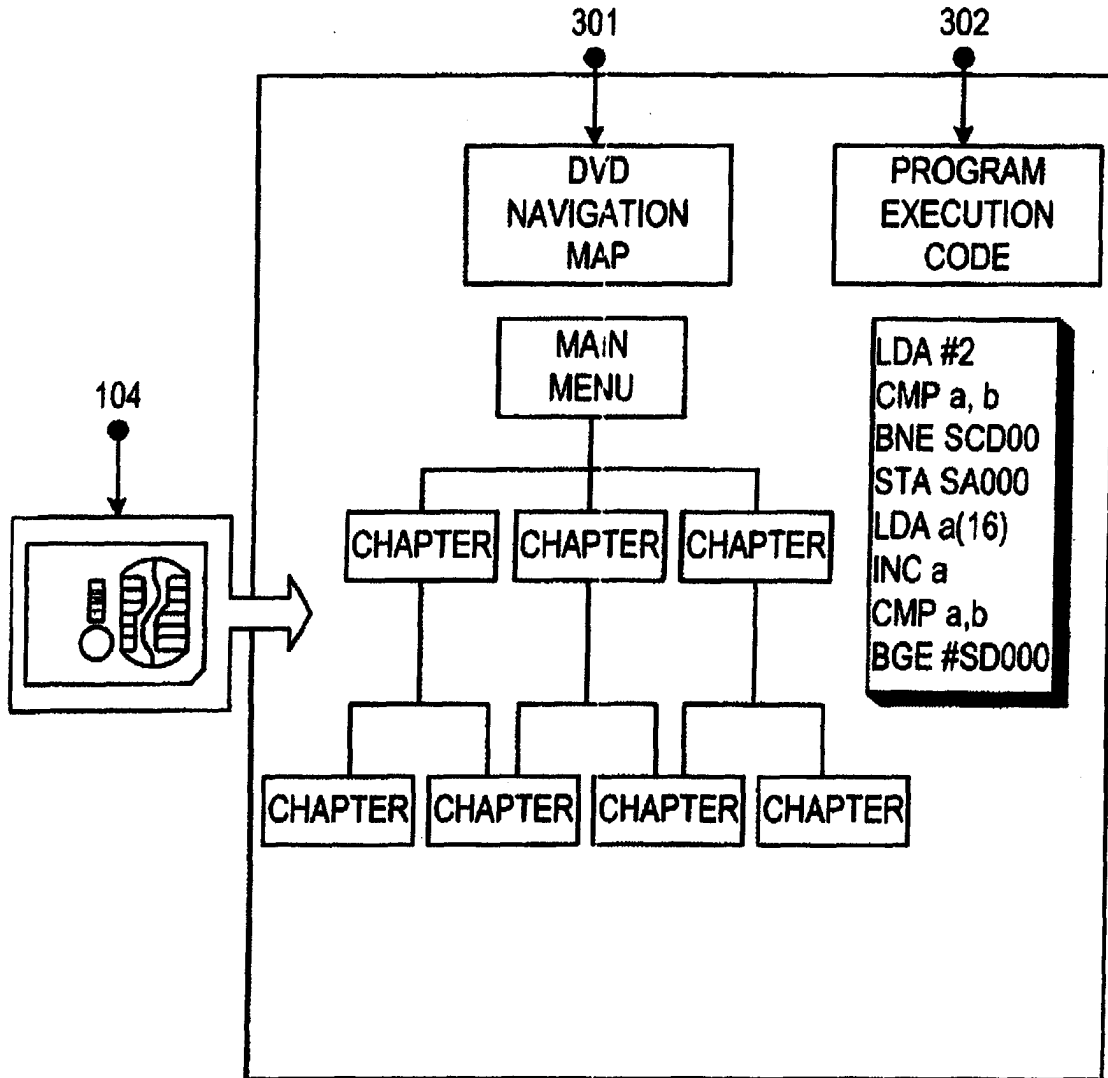 301
302
DVD
NAVIGATION
MAP
PROGRAM
EXECUTION
CODE
MAIN
MENU
LDA #2
CMP a, b
BNE SCD00
STA SA000
LDA a(16)
INC a
CMP a,b
BGE #SD000
104
CHAPTER CHAPTER CHAPTER
CHAPTER CHAPTER CHAPTER CHAPTER